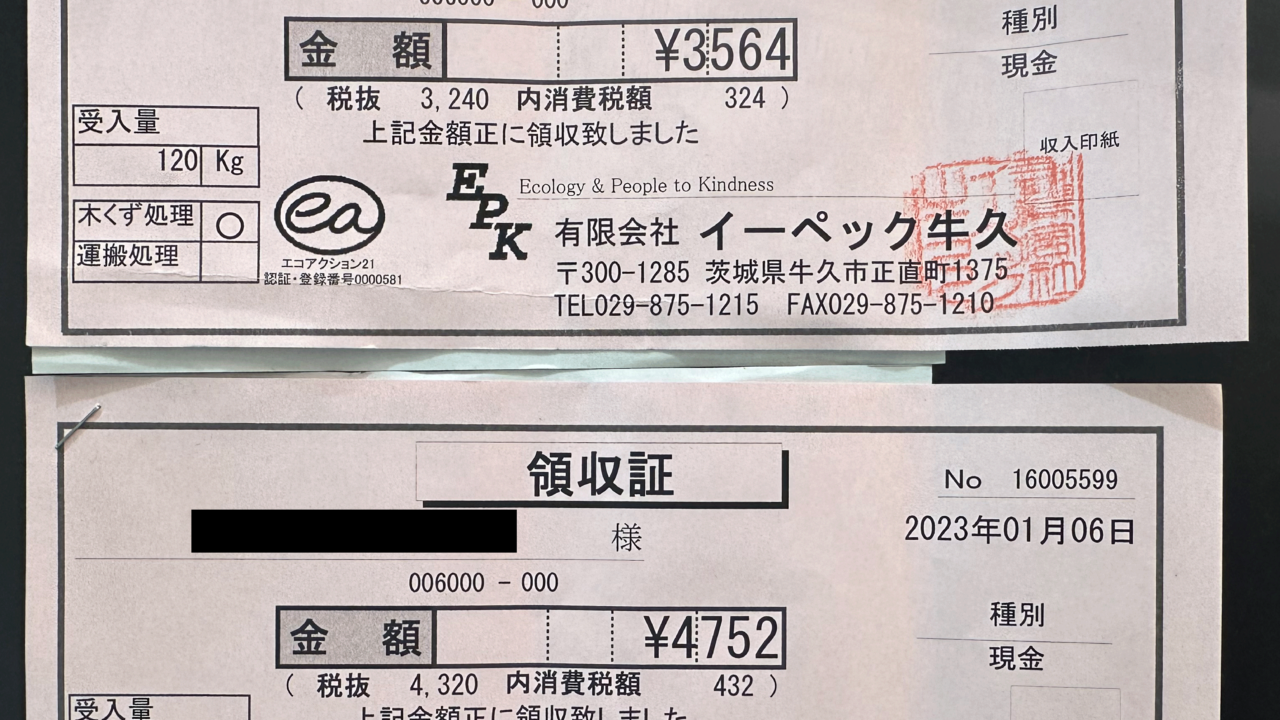 金 額 ¥3564
種別
現金
( 税抜 3,240 内消費税額 324 )
上記金額正に領収致しました
受入量
120 Kg
収入印紙
木くず処理 ○
運搬処理
ea
エコアクション21
認証・登録番号0000581
EPK
Ecology & People to Kindness
有限会社 イーペック牛久
〒300-1285 茨城県牛久市正直町1375
TEL029-875-1215 FAX029-875-1210
領収証
No 16005599
様
2023年01月06日
006000 - 000
金 額 ¥4752
種別
現金
( 税抜 4,320 内消費税額 432 )
受入量
上記金額正に領収致しました